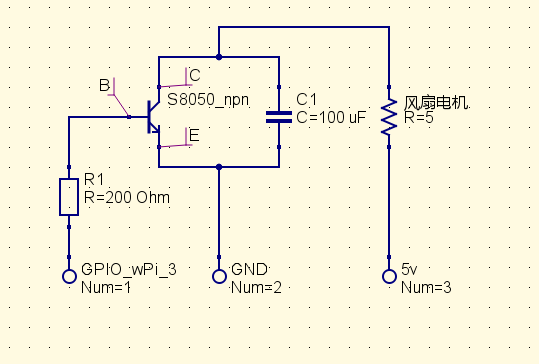 C
B
S8050_npn
C1
C=100 uF
风扇电机
R=5
E
R1
R=200 Ohm
GPIO_wPi_3
Num=1
GND
Num=2
5v
Num=3